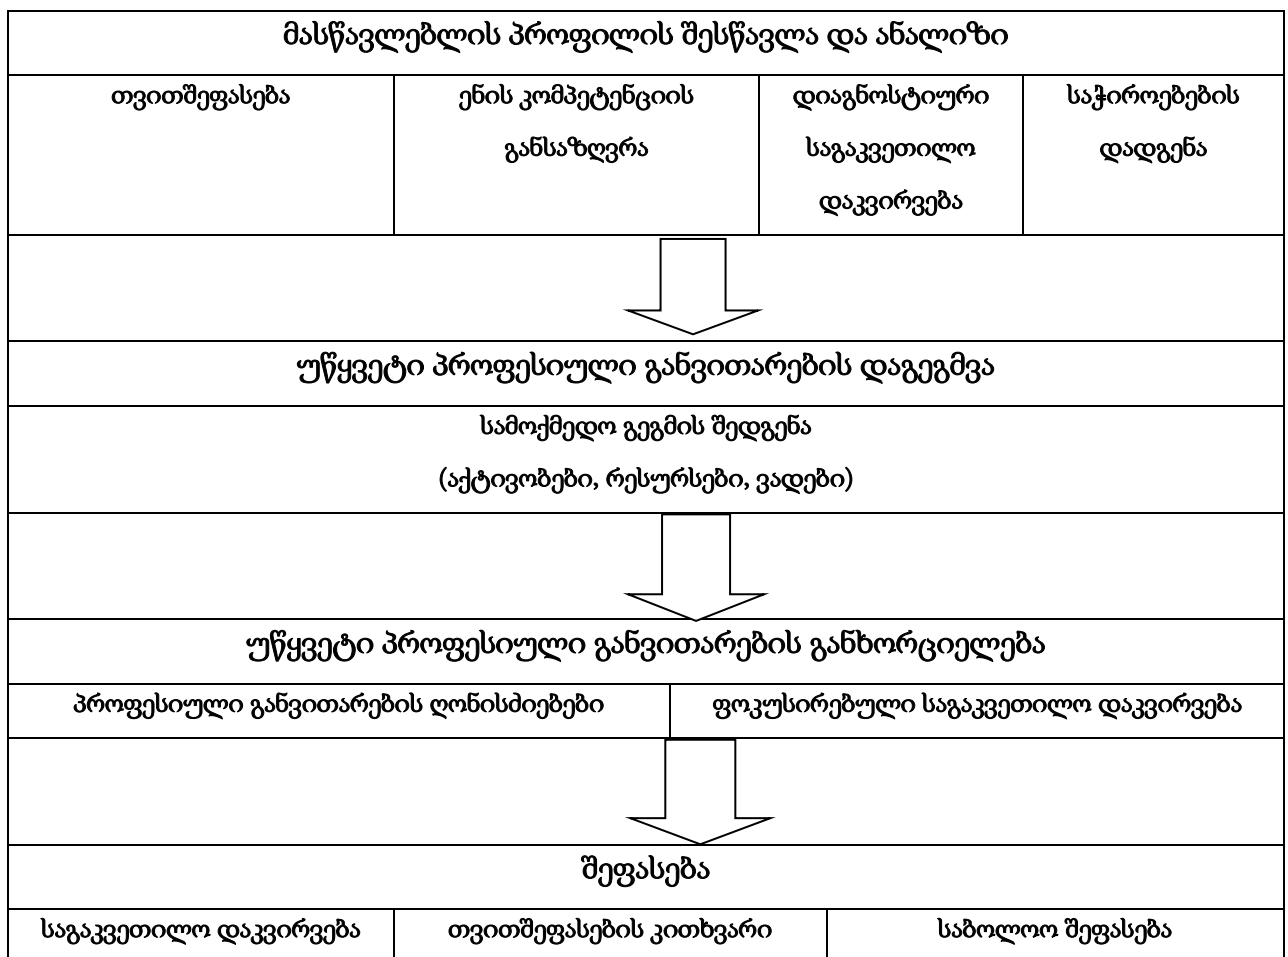 მასწავლებლის პროფილის შესწავლა და ანალიზი
თვითშეფასება
ენის კომპეტენციის
განსაზღვრა
დიაგნოსტიური
საგაკვეთილო
დაკვირვება
საჭიროებების
დადგენა
უწყვეტი პროფესიული განვითარების დაგეგმვა
სამოქმედო გეგმის შედგენა
(აქტივობები, რესურსები, ვადები)
უწყვეტი პროფესიული განვითარების განხორციელება
პროფესიული განვითარების ღონისძიებები
ფოკუსირებული საგაკვეთილო დაკვირვება
შეფასება
საგაკვეთილო დაკვირვება
თვითშეფასების კითხვარი
საბოლოო შეფასება